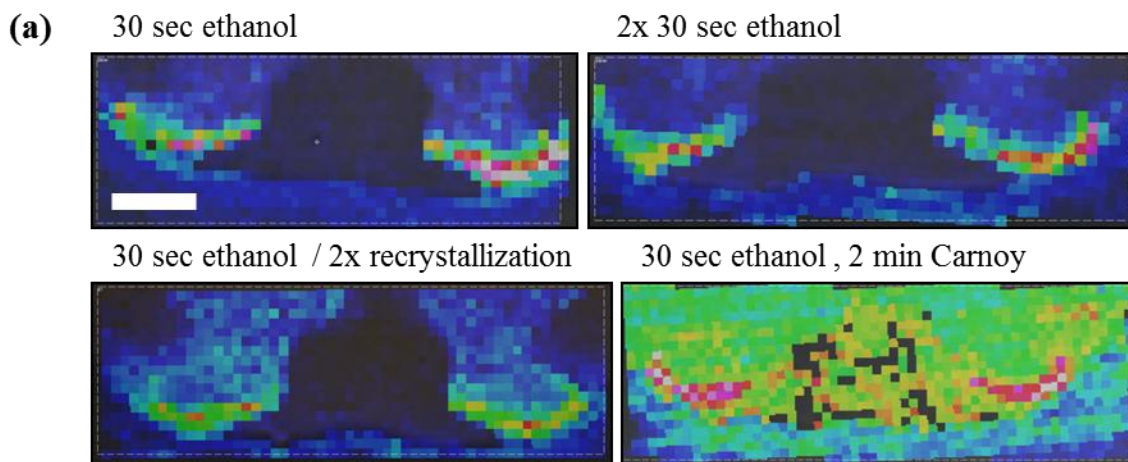 (a)
30 sec ethanol
2x 30 sec ethanol
30 sec ethanol / 2x recrystallization
30 sec ethanol , 2 min Carnoy